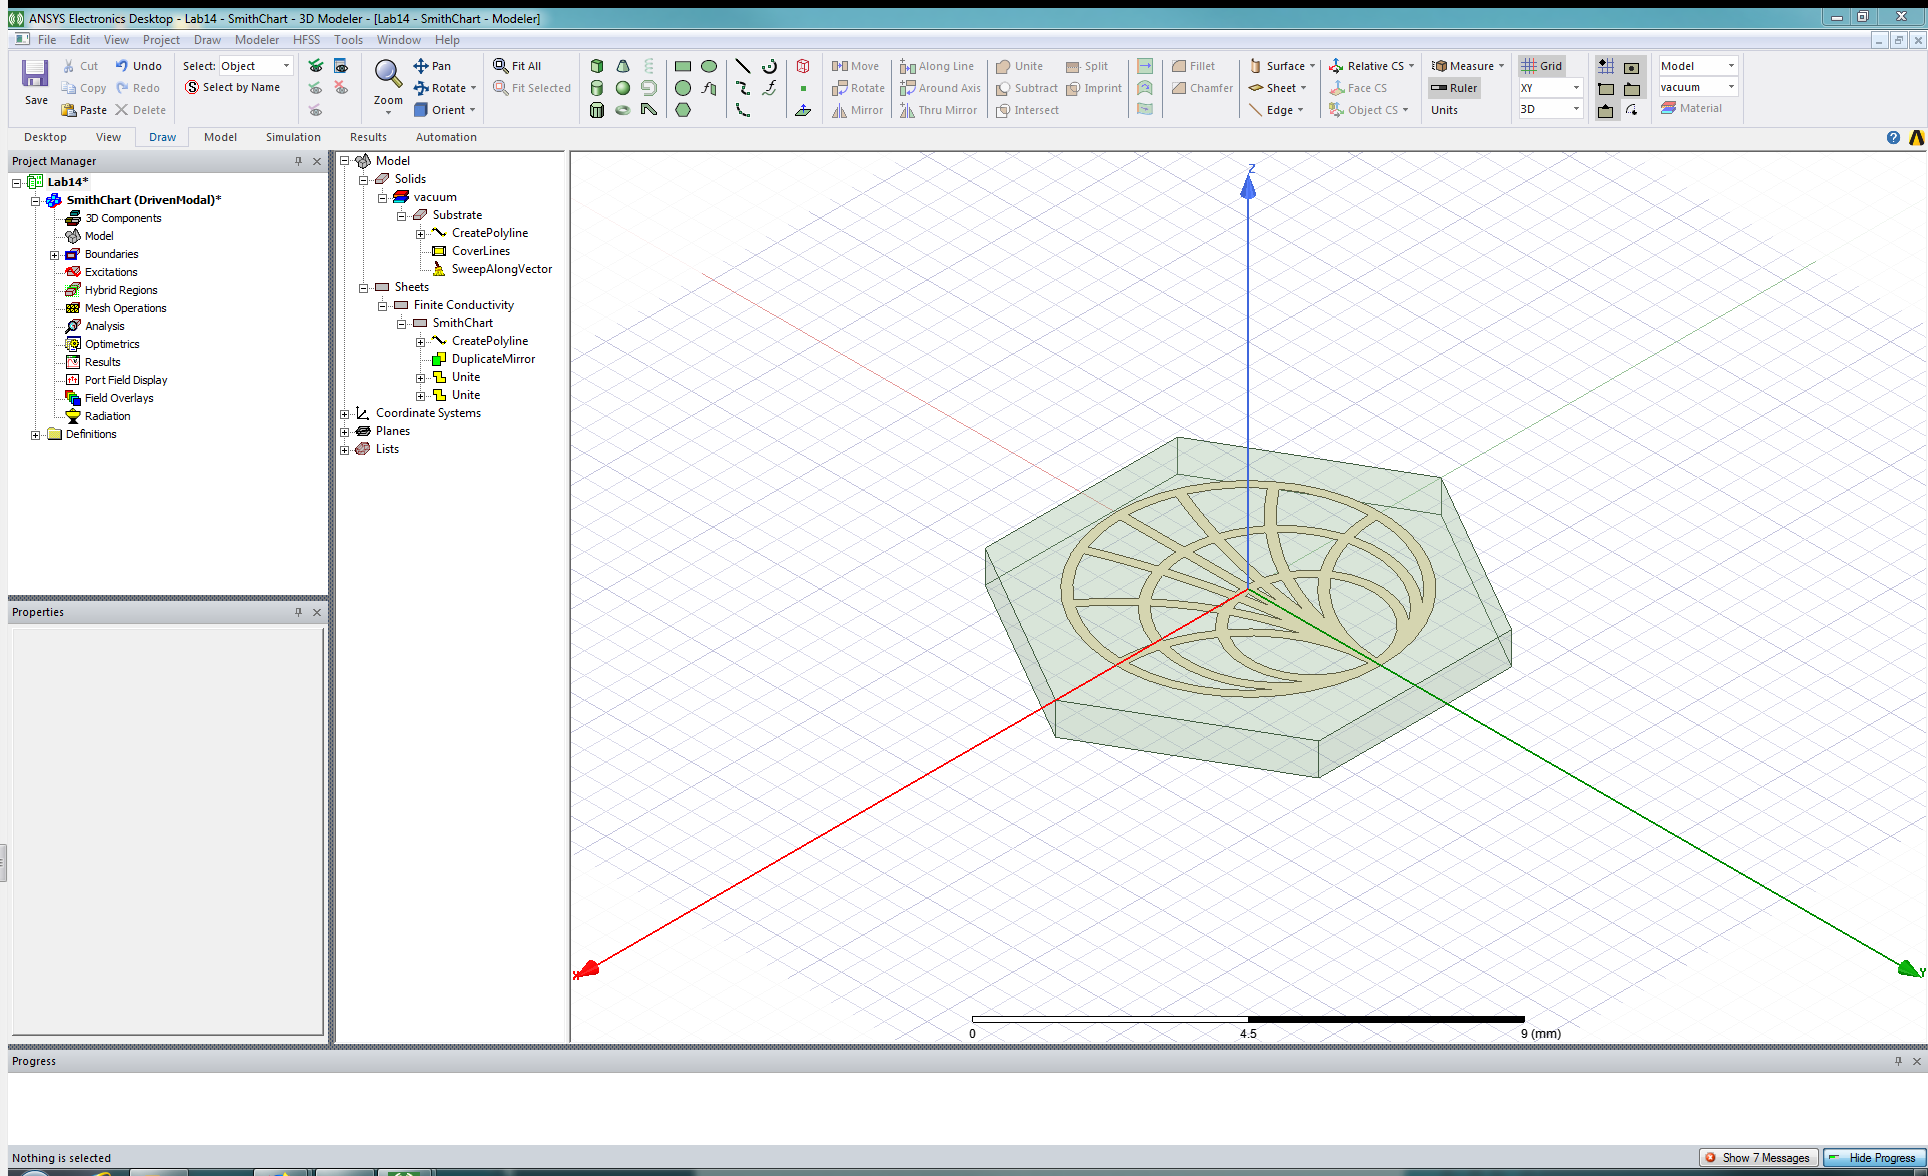 ANSYS Electronics Desktop - Lab14 - SmithChart - 3D Modeler - [Lab14 - SmithChart - Modeler]
File Edit View Project Draw Modeler HFSS Tools Window Help
Save
Cut
Copy
Paste
Undo
Redo
Delete
Select: Object
Select by Name
Zoom
Pan
Rotate
Orient
Fit All
Fit Selected
Move
Rotate
Mirror
Along Line
Around Axis
Thru Mirror
Unite
Subtract
Intersect
Split
Imprint
Fillet
Chamfer
Surface
Sheet
Edge
Relative CS
Face CS
Object CS
Measure
Ruler
Units
Grid
XY
3D
Model
vacuum
Material
Desktop View Draw Model Simulation Results Automation
Project Manager
Lab14*
SmithChart (DrivenModal)*
3D Components
Model
Boundaries
Excitations
Hybrid Regions
Mesh Operations
Analysis
Optimetrics
Results
Port Field Display
Field Overlays
Radiation
Definitions
Properties
Model
Solids
vacuum
Substrate
CreatePolyline
CoverLines
SweepAlongVector
Sheets
Finite Conductivity
SmithChart
CreatePolyline
DuplicateMirror
Unite
Unite
Coordinate Systems
Planes
Lists
Z
X
Y
0 4.5 9 (mm)
Progress
Nothing is selected
Show 7 Messages
Hide Progress